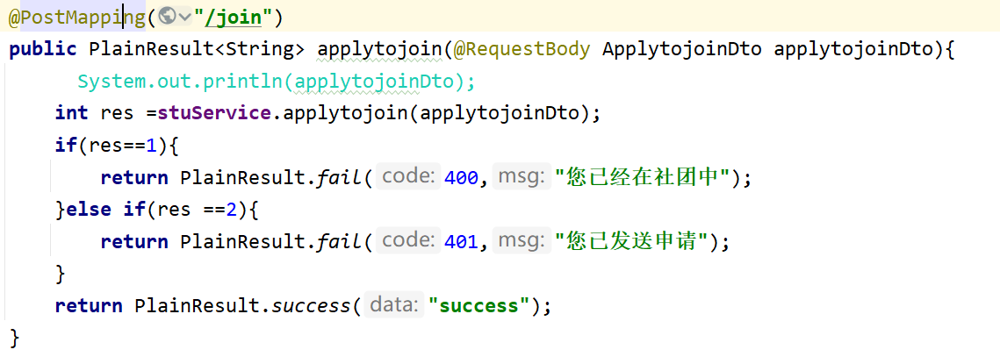 @PostMapping("/join")
public PlainResult<String> applytojoin(@RequestBody ApplytojoinDto applytojoinDto){
System.out.println(applytojoinDto);
int res =stuService.applytojoin(applytojoinDto);
if(res==1){
return PlainResult.fail( code: 400, msg: "您已经在社团中");
}else if(res ==2){
return PlainResult.fail( code: 401, msg: "您已发送申请");
}
return PlainResult.success( data: "success");
}